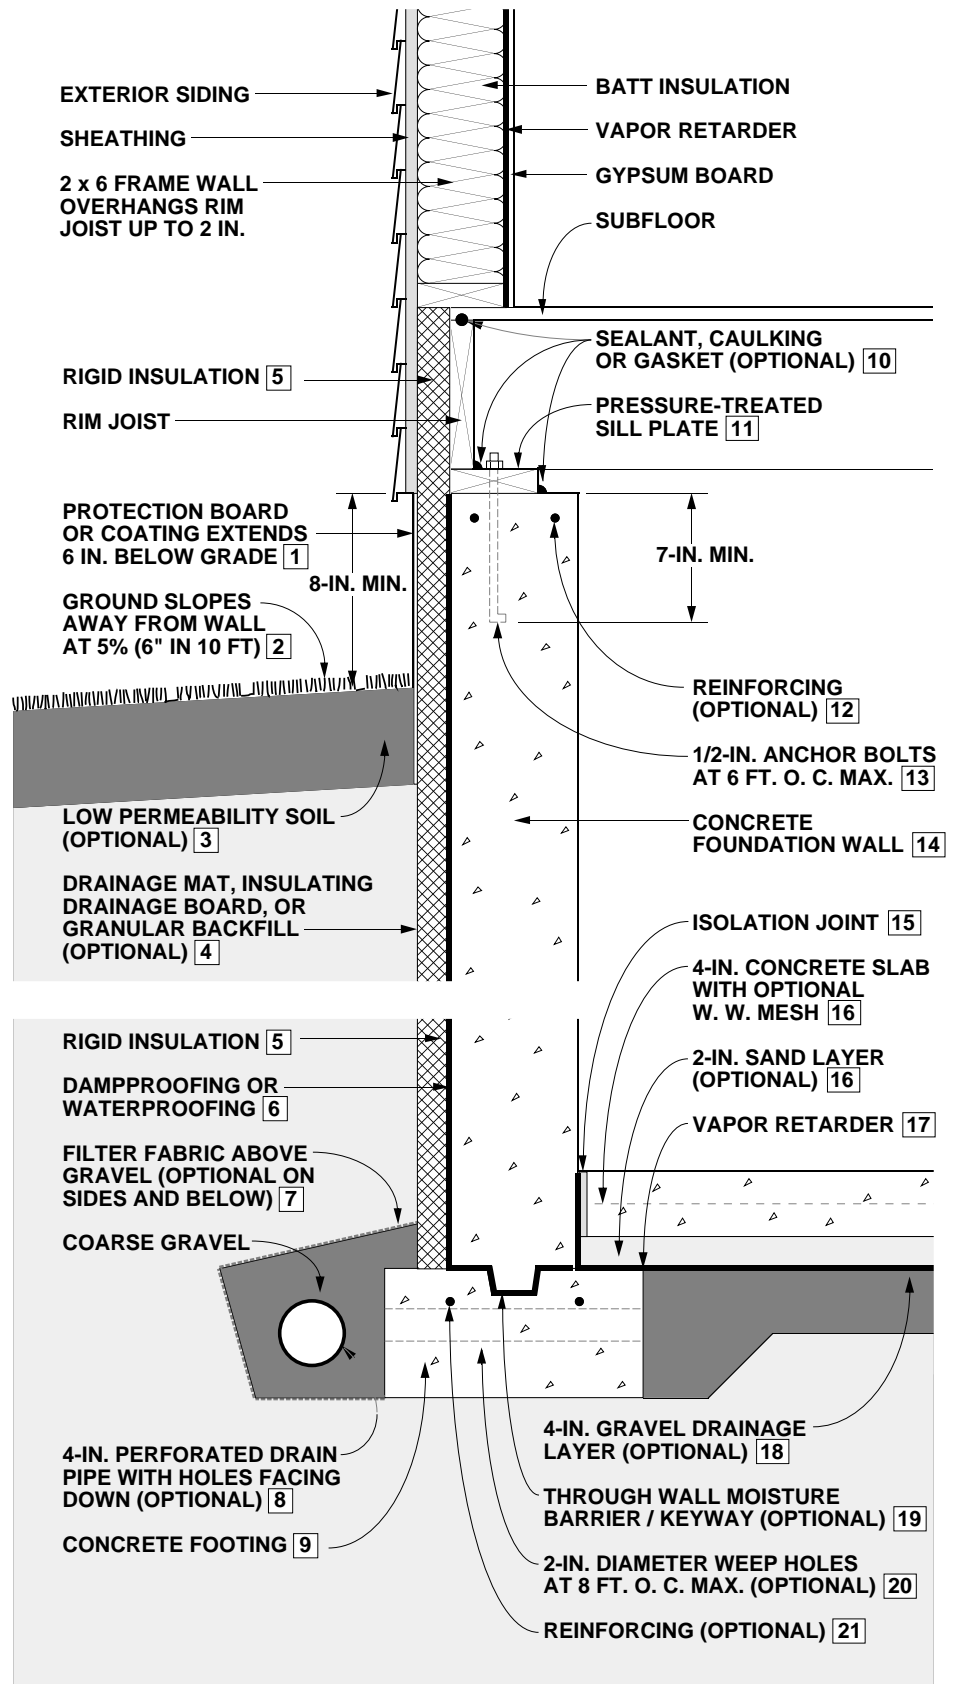 EXTERIOR SIDING
SHEATHING
2 x 6 FRAME WALL
OVERHANGS RIM
JOIST UP TO 2 IN.
BATT INSULATION
VAPOR RETARDER
GYPSUM BOARD
SUBFLOOR
SEALANT, CAULKING
OR GASKET (OPTIONAL) 10
RIGID INSULATION 5
RIM JOIST
PRESSURE-TREATED
SILL PLATE 11
PROTECTION BOARD
OR COATING EXTENDS
6 IN. BELOW GRADE 1
8-IN. MIN.
7-IN. MIN.
GROUND SLOPES
AWAY FROM WALL
AT 5% (6" IN 10 FT) 2
REINFORCING
(OPTIONAL) 12
1/2-IN. ANCHOR BOLTS
AT 6 FT. O. C. MAX. 13
LOW PERMEABILITY SOIL
(OPTIONAL) 3
CONCRETE
FOUNDATION WALL 14
DRAINAGE MAT, INSULATING
DRAINAGE BOARD, OR
GRANULAR BACKFILL
(OPTIONAL) 4
ISOLATION JOINT 15
4-IN. CONCRETE SLAB
WITH OPTIONAL
W. W. MESH 16
RIGID INSULATION 5
2-IN. SAND LAYER
(OPTIONAL) 16
DAMPPROOFING OR
WATERPROOFING 6
VAPOR RETARDER 17
FILTER FABRIC ABOVE
GRAVEL (OPTIONAL ON
SIDES AND BELOW) 7
COARSE GRAVEL
4-IN. PERFORATED DRAIN
PIPE WITH HOLES FACING
DOWN (OPTIONAL) 8
CONCRETE FOOTING 9
4-IN. GRAVEL DRAINAGE
LAYER (OPTIONAL) 18
THROUGH WALL MOISTURE
BARRIER / KEYWAY (OPTIONAL) 19
2-IN. DIAMETER WEEP HOLES
AT 8 FT. O. C. MAX. (OPTIONAL) 20
REINFORCING (OPTIONAL) 21